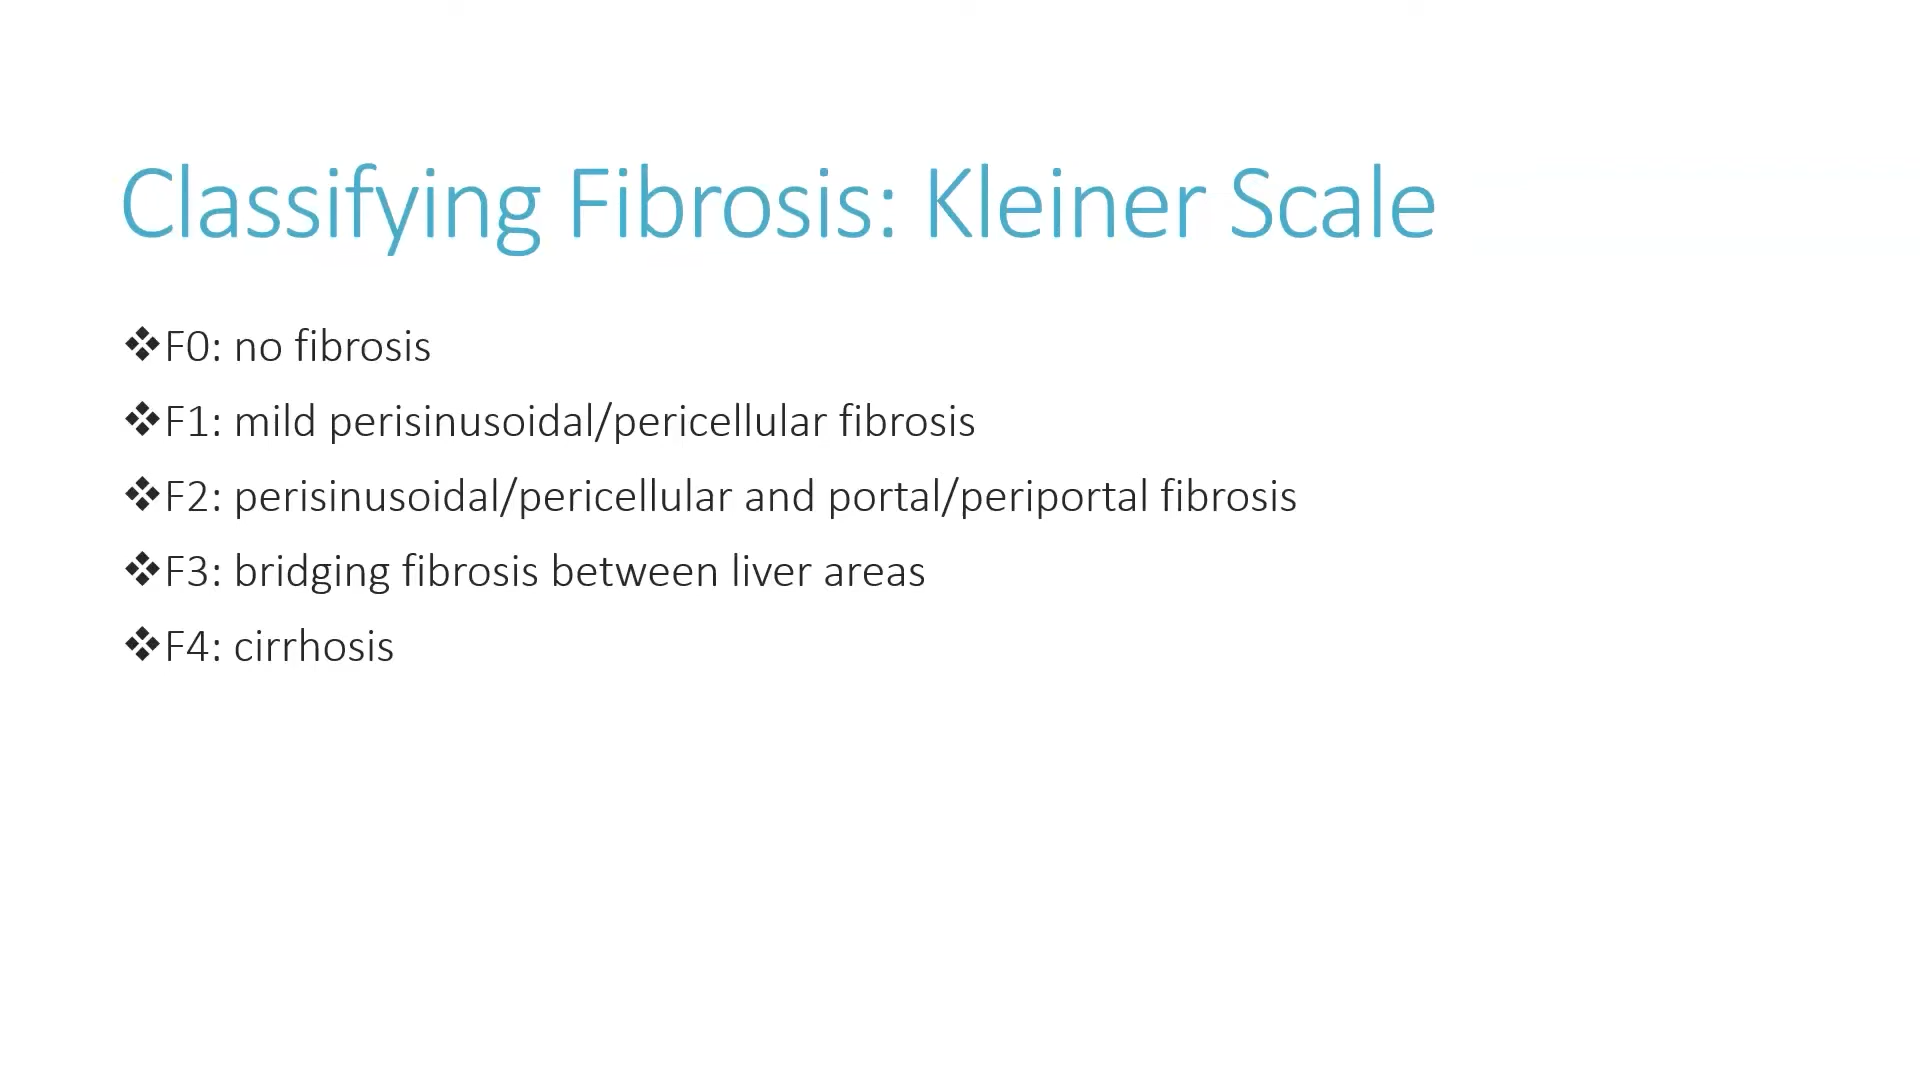 Classifying Fibrosis: Kleiner Scale
❖F0: no fibrosis
❖F1: mild perisinusoidal/pericellular fibrosis
❖F2: perisinusoidal/pericellular and portal/periportal fibrosis
❖F3: bridging fibrosis between liver areas
❖F4: cirrhosis